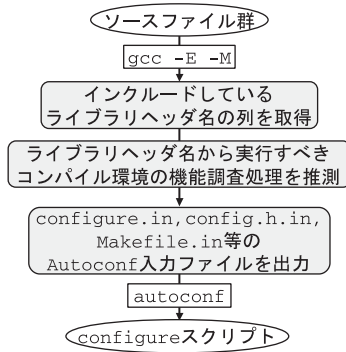 ソースファイル群
gcc -E -M
インクルードしている
ライブラリヘッダ名の列を取得
ライブラリヘッダ名から実行すべき
コンパイル環境の機能調査処理を推測
configure.in,config.h.in,
Makefile.in等の
Autoconf入力ファイルを出力
autoconf
configureスクリプト